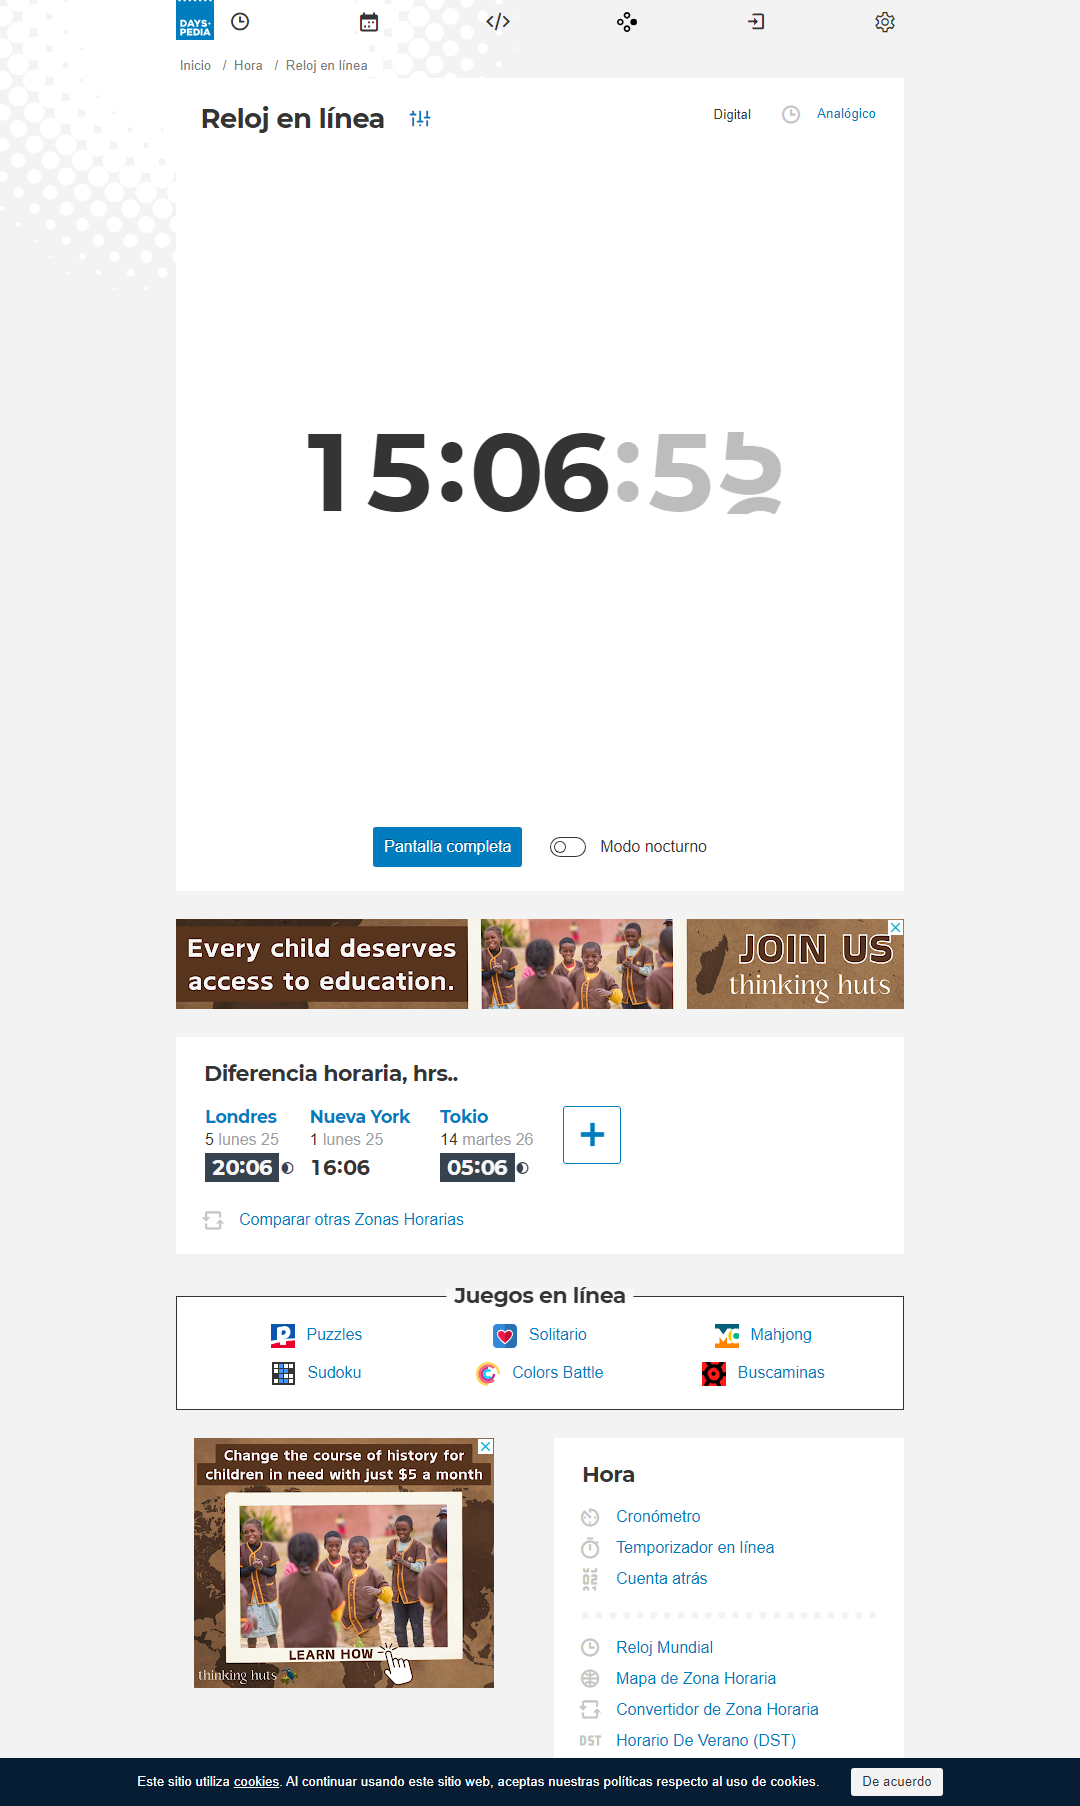 DAYS-
PEDIA
Inicio / Hora / Reloj en línea
Reloj en línea
Digital
Analógico
15:06:55
Pantalla completa
Modo nocturno
Every child deserves
access to education.
JOIN US
thinking huts
Diferencia horaria, hrs..
Londres
5 lunes 25
20:06
Nueva York
1 lunes 25
16:06
Tokio
14 martes 26
05:06
Comparar otras Zonas Horarias
Juegos en línea
Puzzles
Solitario
Mahjong
Sudoku
Colors Battle
Buscaminas
Change the course of history for
children in need with just $5 a month
LEARN HOW
thinking huts
Hora
Cronómetro
Temporizador en línea
Cuenta atrás
Reloj Mundial
Mapa de Zona Horaria
Convertidor de Zona Horaria
DST Horario De Verano (DST)
Este sitio utiliza cookies. Al continuar usando este sitio web, aceptas nuestras políticas respecto al uso de cookies.
De acuerdo